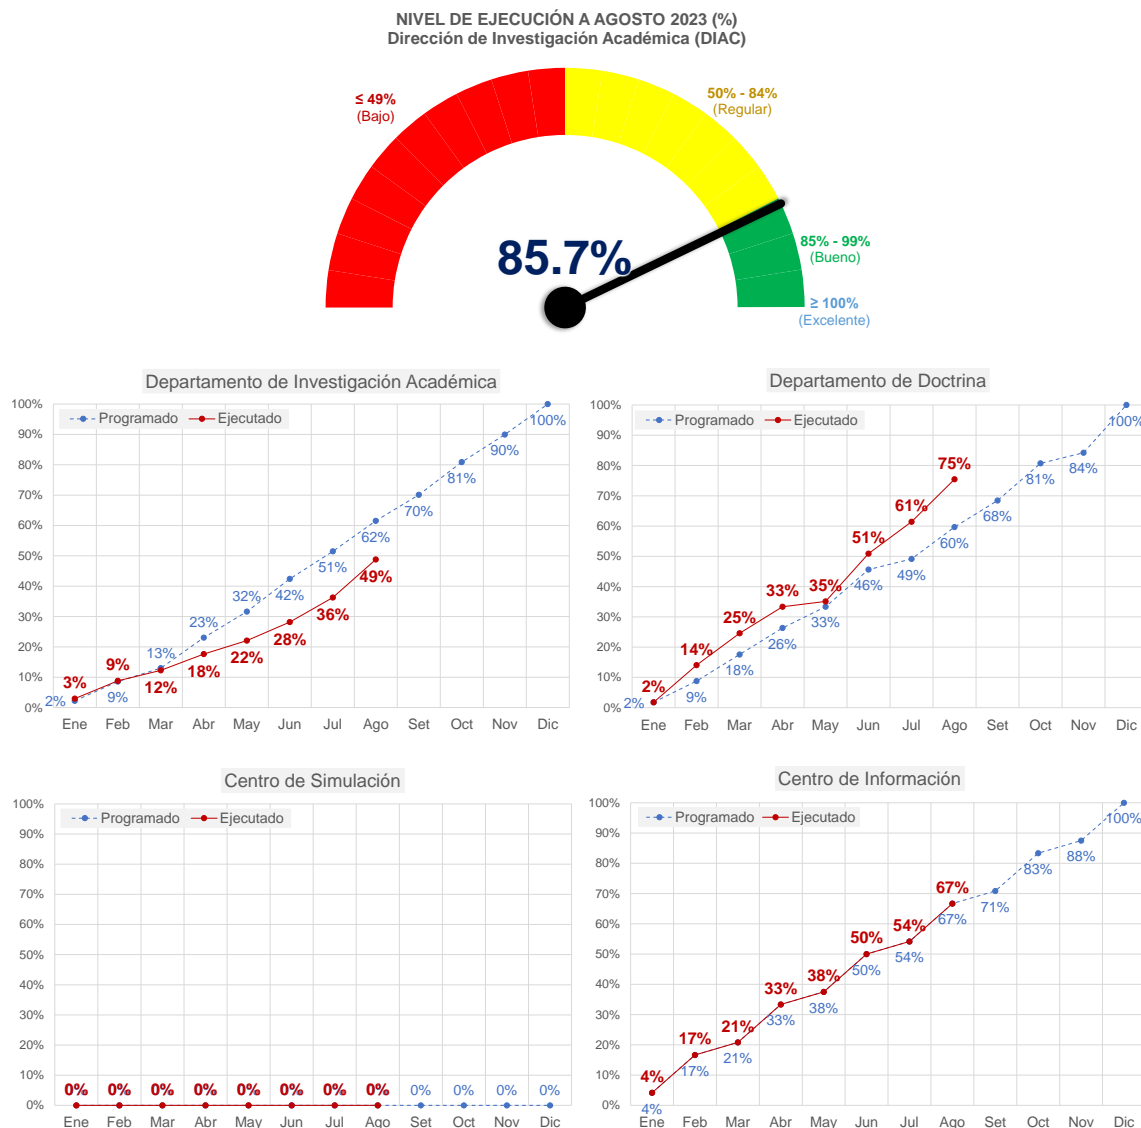 NIVEL DE EJECUCIÓN A AGOSTO 2023 (%)
Dirección de Investigación Académica (DIAC)
≤ 49%
(Bajo)
50% - 84%
(Regular)
85.7%
85% - 99%
(Bueno)
≥ 100%
(Excelente)
Departamento de Investigación Académica
Programado Ejecutado
100%
90%
80%
70%
60%
50%
40%
30%
20%
10%
0%
2% 9% 13% 23% 32% 42% 51% 62% 70% 81% 90% 100%
3% 9% 12% 18% 22% 28% 36% 49%
Ene Feb Mar Abr May Jun Jul Ago Set Oct Nov Dic
Departamento de Doctrina
Programado Ejecutado
100%
90%
80%
70%
60%
50%
40%
30%
20%
10%
0%
2% 9% 18% 26% 33% 46% 49% 60% 68% 81% 84% 100%
2% 14% 25% 33% 35% 51% 61% 75%
Ene Feb Mar Abr May Jun Jul Ago Set Oct Nov Dic
Centro de Simulación
Programado Ejecutado
100%
90%
80%
70%
60%
50%
40%
30%
20%
10%
0%
0% 0% 0% 0% 0% 0% 0% 0% 0% 0% 0% 0%
Ene Feb Mar Abr May Jun Jul Ago Set Oct Nov Dic
Centro de Información
Programado Ejecutado
100%
90%
80%
70%
60%
50%
40%
30%
20%
10%
0%
4% 17% 21% 33% 38% 50% 54% 67% 71% 83% 88% 100%
4% 17% 21% 33% 38% 50% 54% 67%
Ene Feb Mar Abr May Jun Jul Ago Set Oct Nov Dic